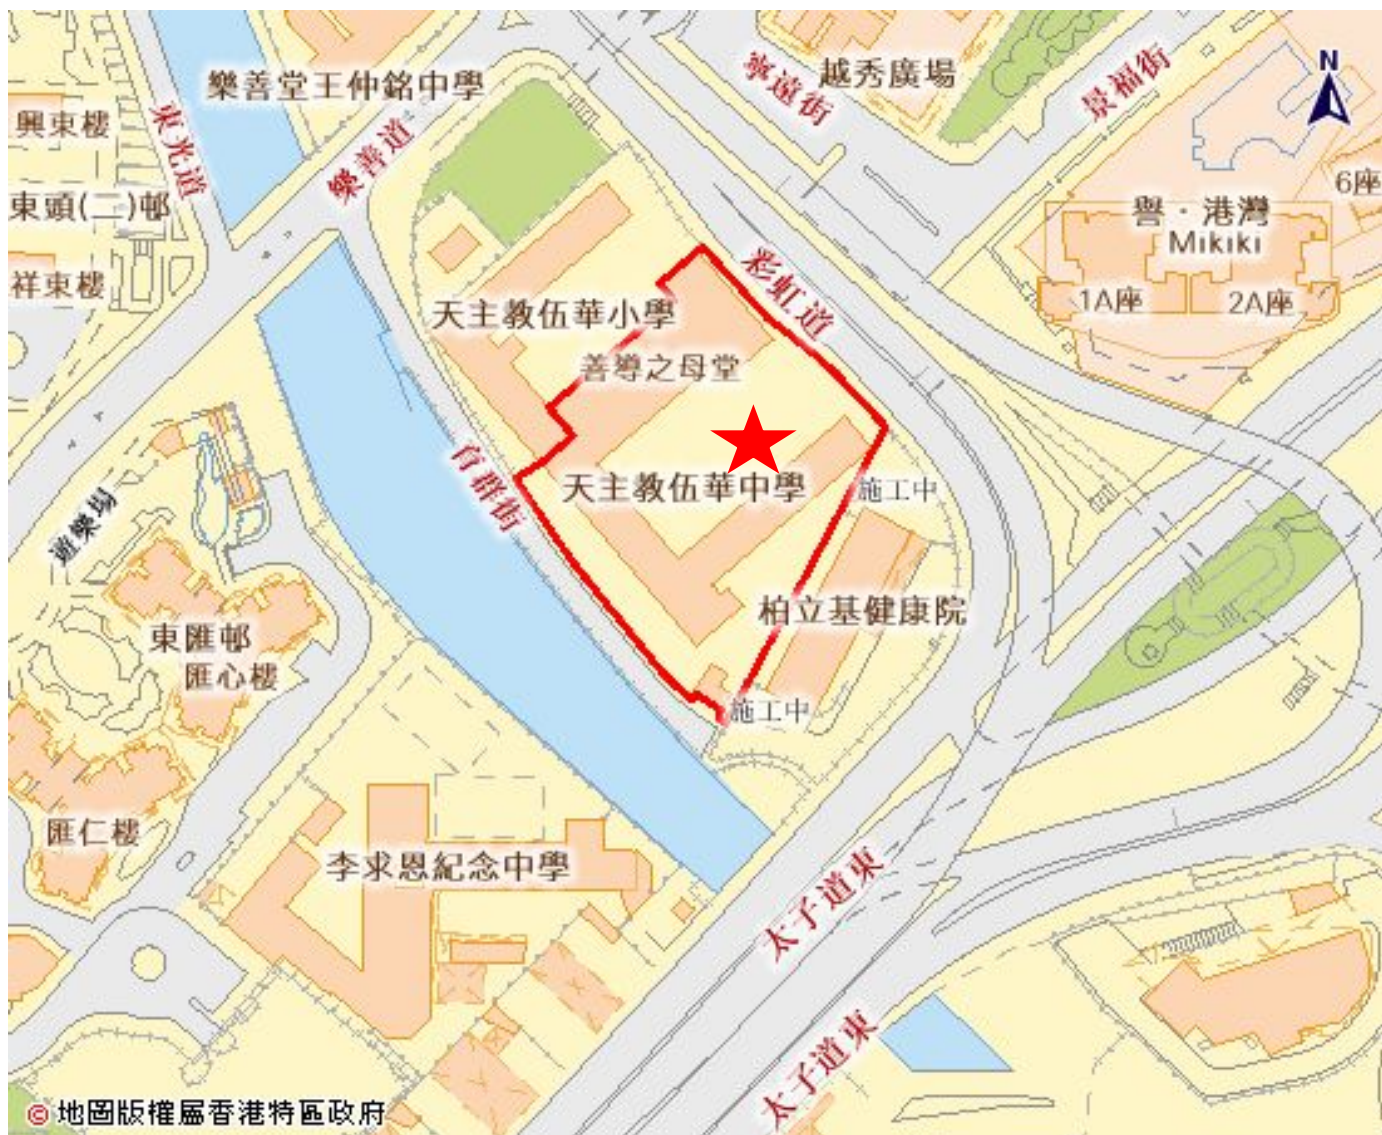 N
樂善堂王仲銘中學
寧遠街
越秀廣場
景福街
興東樓
東光道
樂善道
東頭(二)邨
6座
譽．港灣
Mikiki
祥東樓
彩虹道
1A座
2A座
天主教伍華小學
善導之母堂
育群街
天主教伍華中學
施工中
遊樂場
柏立基健康院
東匯邨
匯心樓
施工中
匯仁樓
李求恩紀念中學
太子道東
太子道東
© 地圖版權屬香港特區政府